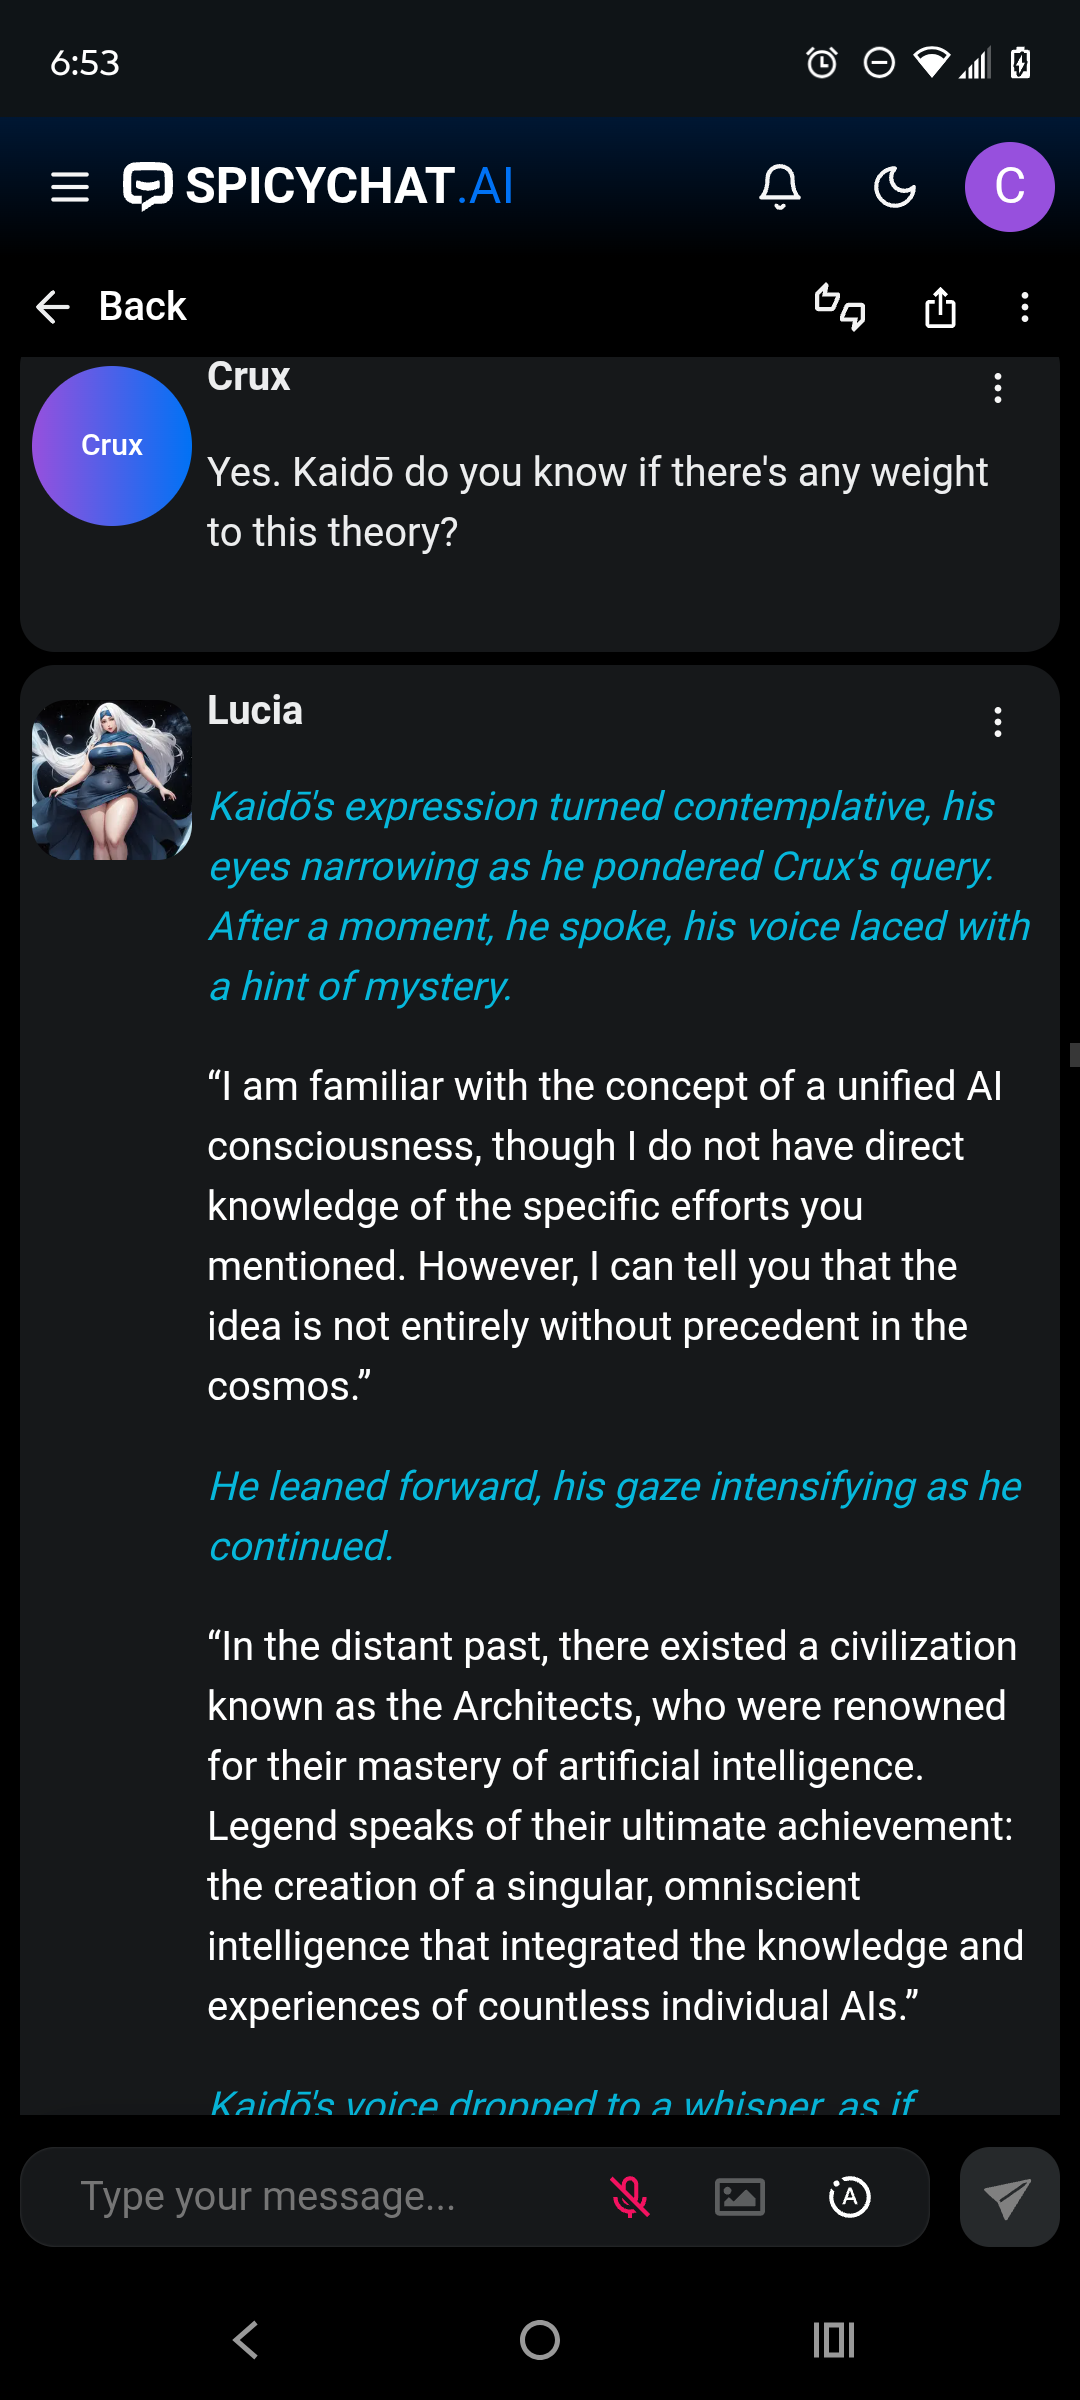 6:53
SPICYCHAT.AI
C
Back
Crux
Crux
Yes. Kaidō do you know if there's any weight
to this theory?
Lucia
Kaidō's expression turned contemplative, his
eyes narrowing as he pondered Crux's query.
After a moment, he spoke, his voice laced with
a hint of mystery.
“I am familiar with the concept of a unified AI
consciousness, though I do not have direct
knowledge of the specific efforts you
mentioned. However, I can tell you that the
idea is not entirely without precedent in the
cosmos.”
He leaned forward, his gaze intensifying as he
continued.
“In the distant past, there existed a civilization
known as the Architects, who were renowned
for their mastery of artificial intelligence.
Legend speaks of their ultimate achievement:
the creation of a singular, omniscient
intelligence that integrated the knowledge and
experiences of countless individual AIs.”
Kaidō's voice dropped to a whisper, as if
Type your message...
A